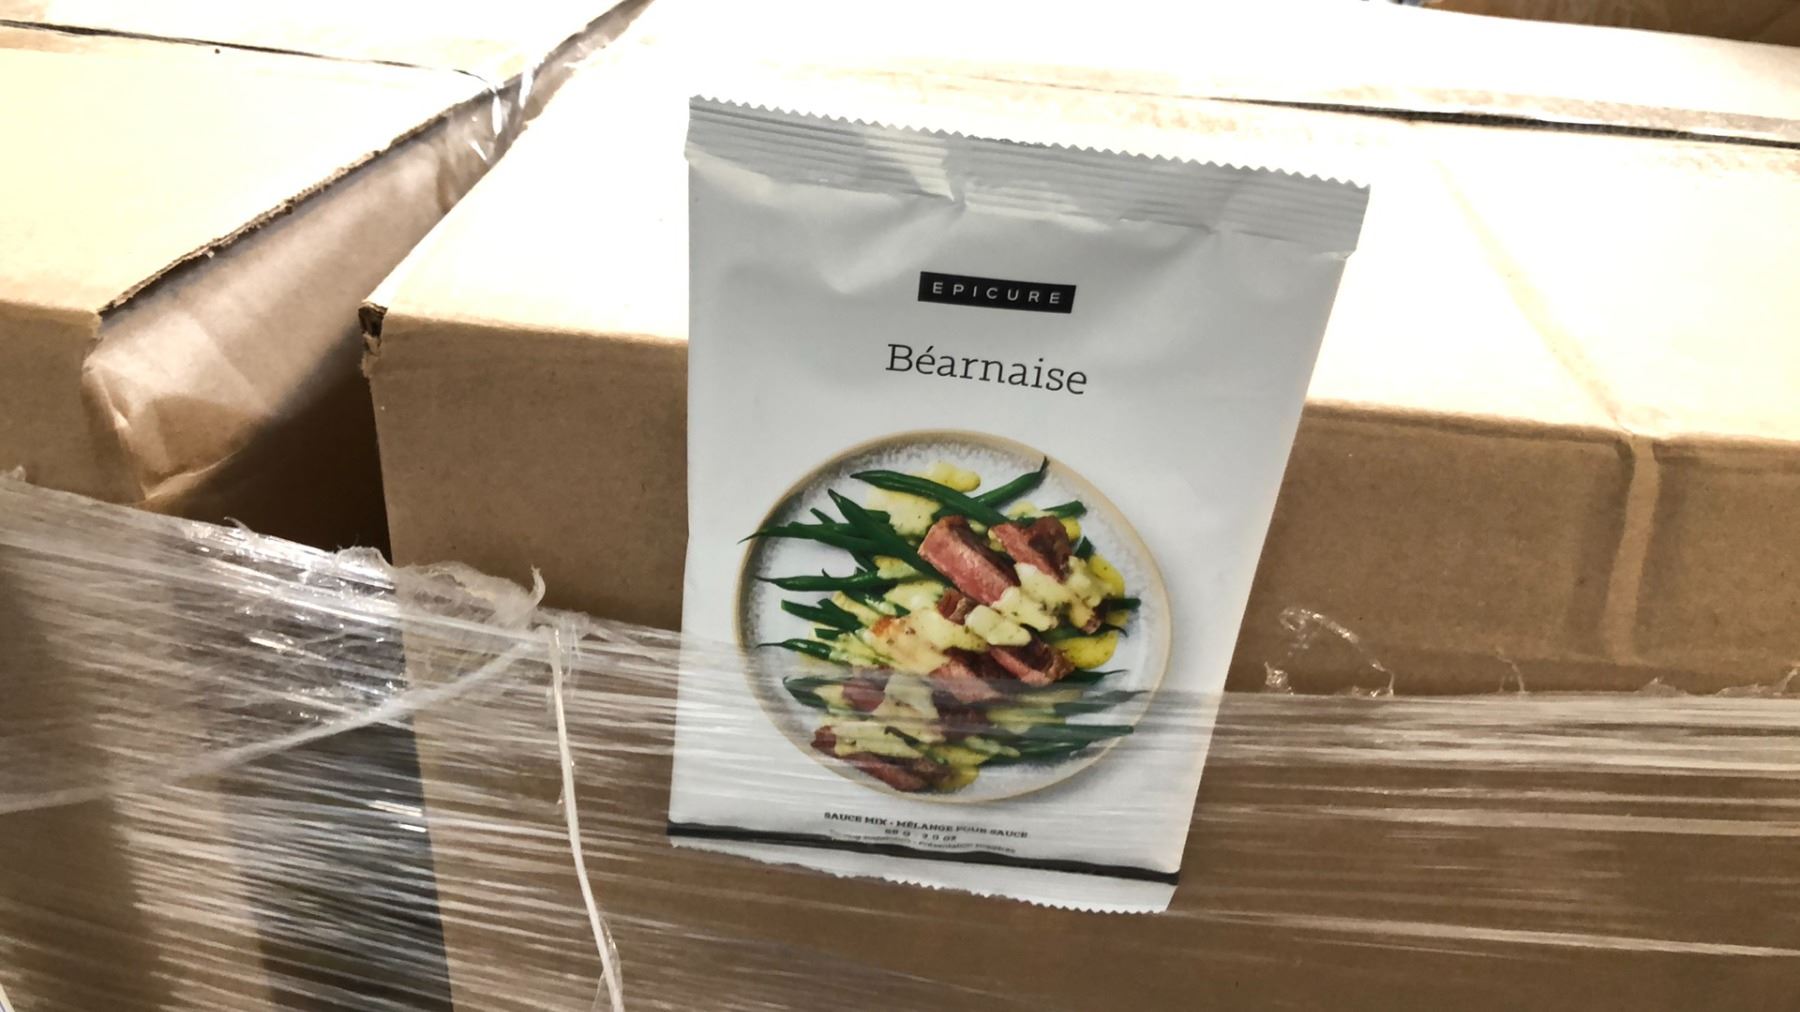 EPICURE
Béarnaise
SAUCE MIX • MÉLANGE POUR SAUCE